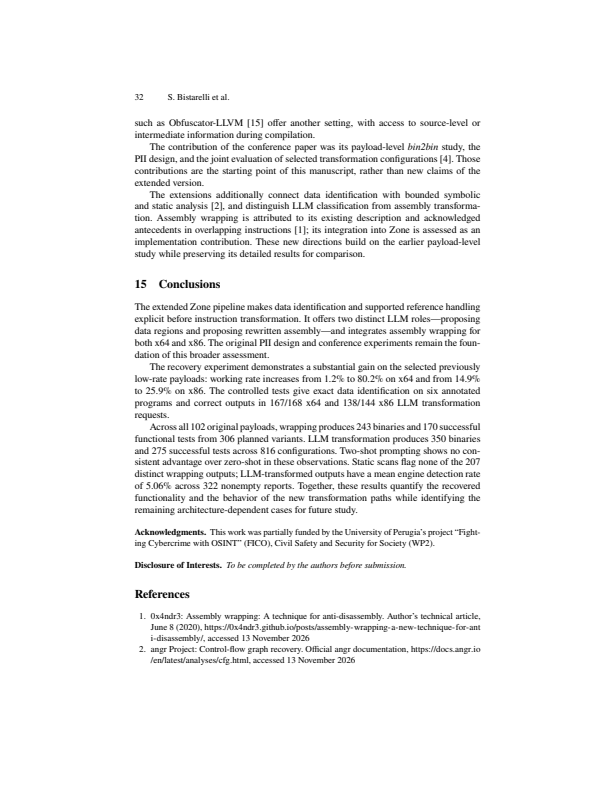 32 S. Bistarelli et al.
such as Obfuscator-LLVM [15] offer another setting, with access to source-level or
intermediate information during compilation.
The contribution of the conference paper was its payload-level bin2bin study, the
PII design, and the joint evaluation of selected transformation configurations [4]. Those
contributions are the starting point of this manuscript, rather than new claims of the
extended version.
The extensions additionally connect data identification with bounded symbolic
and static analysis [2], and distinguish LLM classification from assembly transforma-
tion. Assembly wrapping is attributed to its existing description and acknowledged
antecedents in overlapping instructions [1]; its integration into Zone is assessed as an
implementation contribution. These new directions build on the earlier payload-level
study while preserving its detailed results for comparison.
15 Conclusions
The extended Zone pipeline makes data identification and supported reference handling
explicit before instruction transformation. It offers two distinct LLM roles—proposing
data regions and proposing rewritten assembly—and integrates assembly wrapping for
both x64 and x86. The original PII design and conference experiments remain the foun-
dation of this broader assessment.
The recovery experiment demonstrates a substantial gain on the selected previously
low-rate payloads: working rate increases from 1.2% to 80.2% on x64 and from 14.9%
to 25.9% on x86. The controlled tests give exact data identification on six annotated
programs and correct outputs in 167/168 x64 and 138/144 x86 LLM transformation
requests.
Across all 102 original payloads, wrapping produces 243 binaries and 170 successful
functional tests from 306 planned variants. LLM transformation produces 350 binaries
and 275 successful tests across 816 configurations. Two-shot prompting shows no con-
sistent advantage over zero-shot in these observations. Static scans flag none of the 207
distinct wrapping outputs; LLM-transformed outputs have a mean engine detection rate
of 5.06% across 322 nonempty reports. Together, these results quantify the recovered
functionality and the behavior of the new transformation paths while identifying the
remaining architecture-dependent cases for future study.
Acknowledgments. This work was partially funded by the University of Perugia's project "Fight-
ing Cybercrime with OSINT" (FICO), Civil Safety and Security for Society (WP2).
Disclosure of Interests. To be completed by the authors before submission.
References
1. 0x4ndr3: Assembly wrapping: A technique for anti-disassembly. Author's technical article,
June 8 (2020), https://0x4ndr3.github.io/posts/assembly-wrapping-a-new-technique-for-ant
i-disassembly/, accessed 13 November 2026
2. angr Project: Control-flow graph recovery. Official angr documentation, https://docs.angr.io
/en/latest/analyses/cfg.html, accessed 13 November 2026